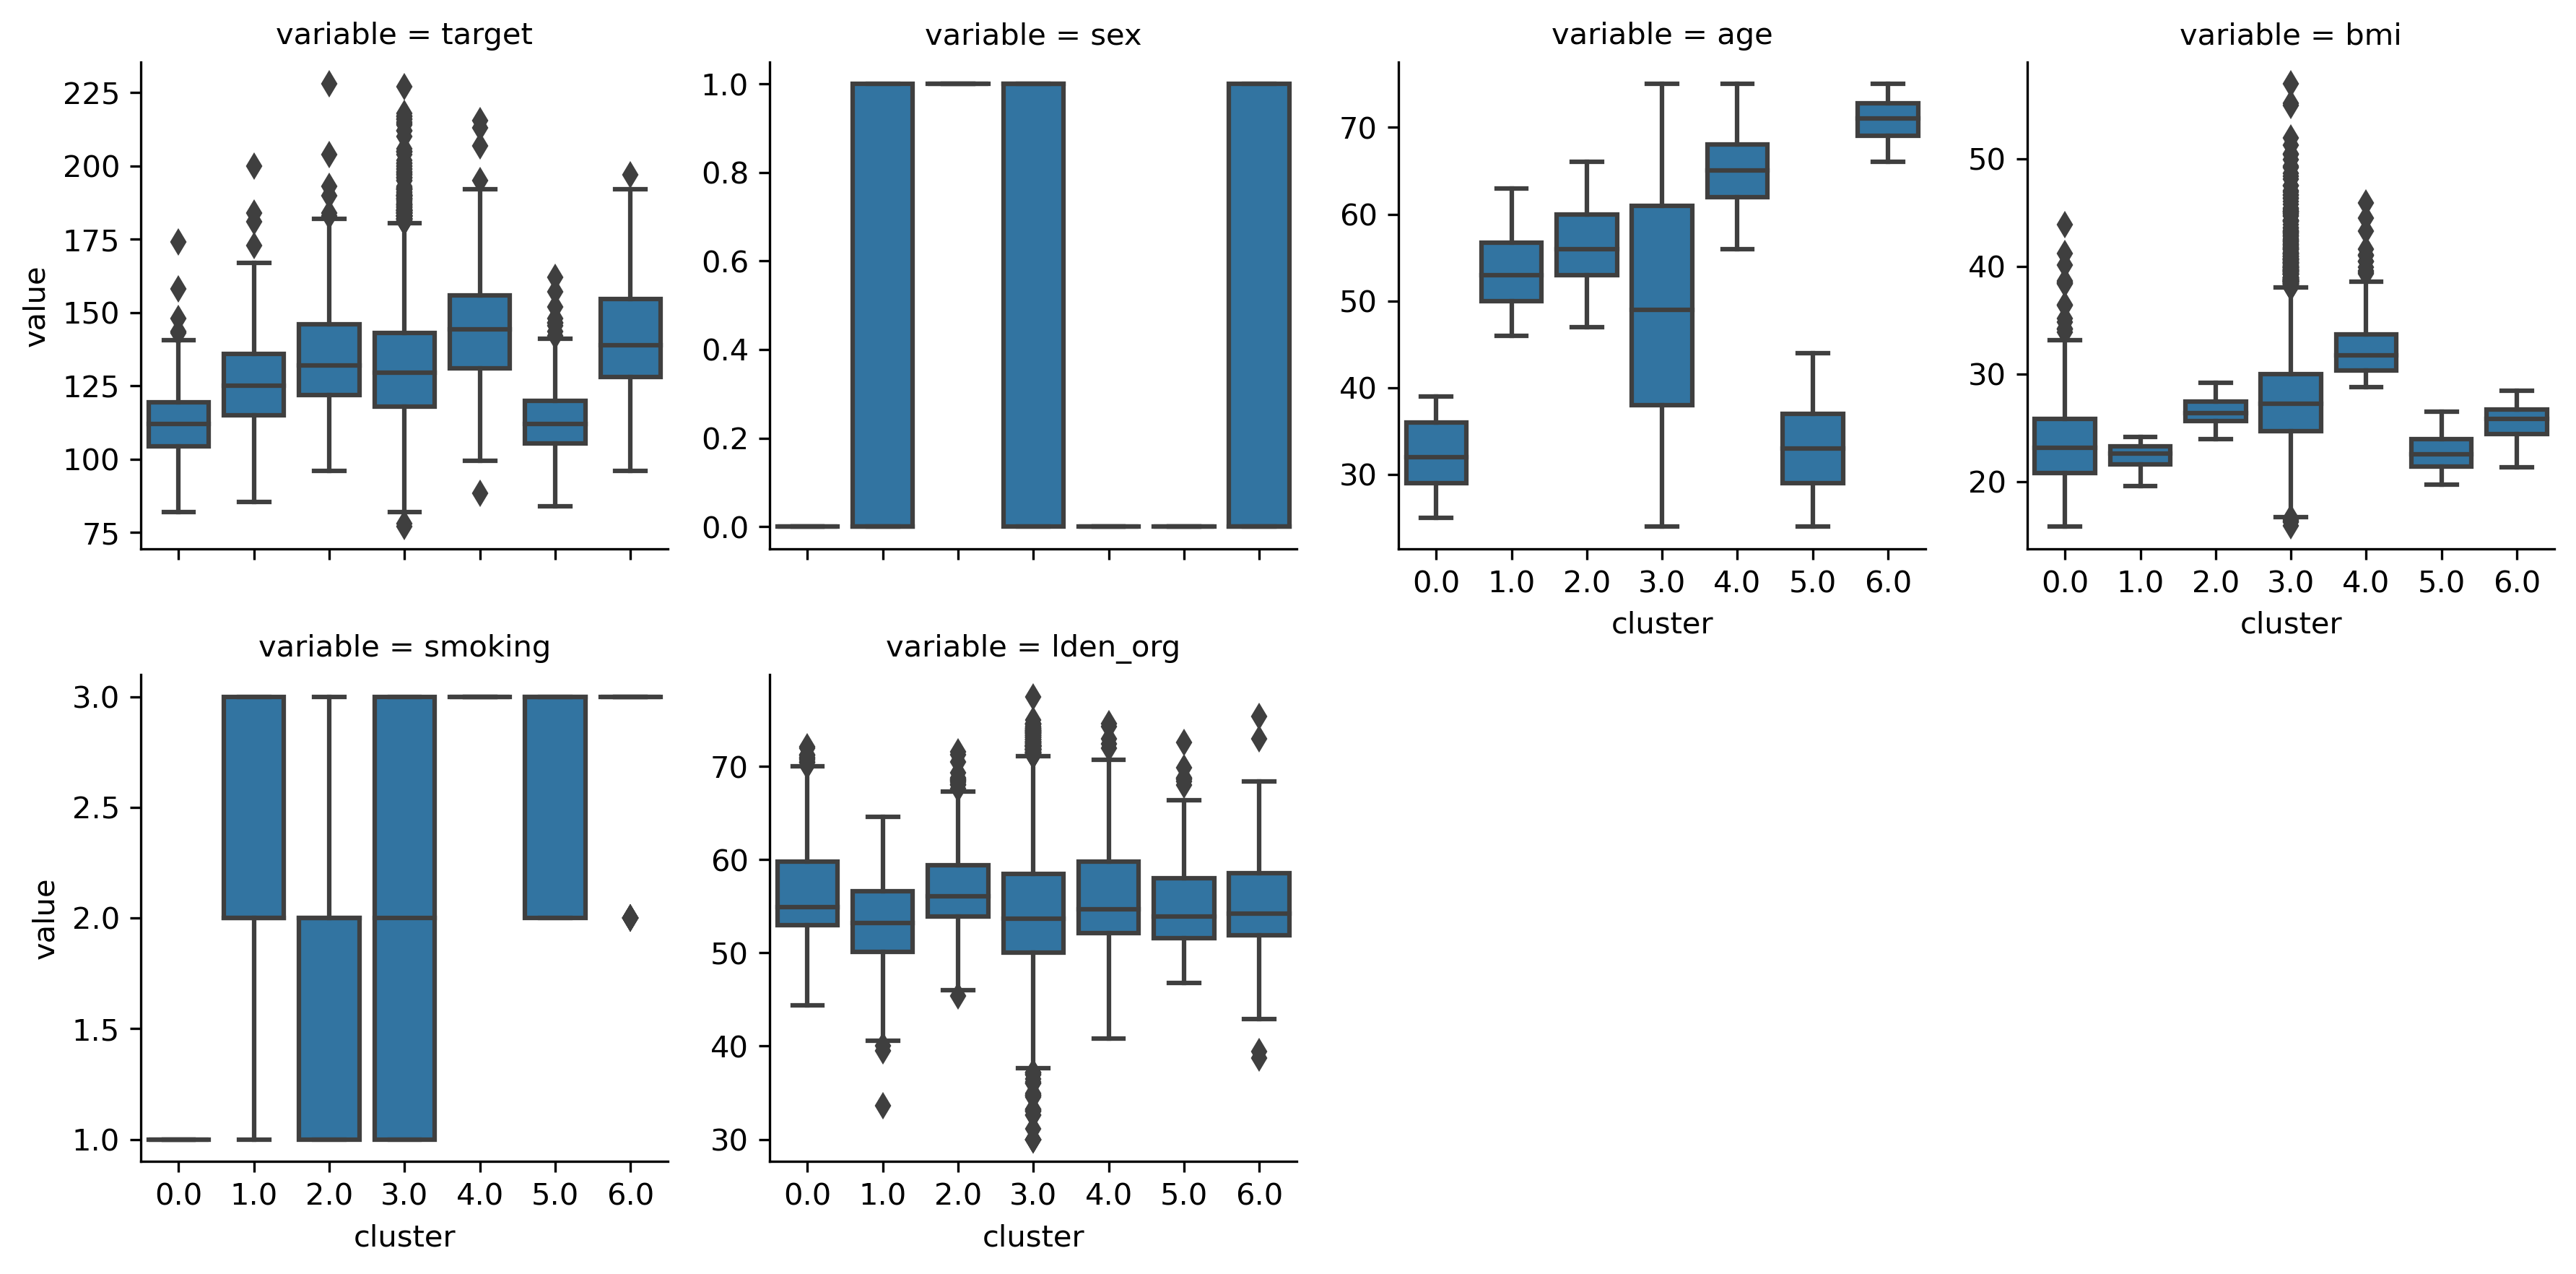 variable = target
variable = sex
variable = age
variable = bmi
value
225
200
175
150
125
100
75
1.0
0.8
0.6
0.4
0.2
0.0
70
60
50
40
30
0.0 1.0 2.0 3.0 4.0 5.0 6.0
cluster
50
40
30
20
0.0 1.0 2.0 3.0 4.0 5.0 6.0
cluster
variable = smoking
variable = lden_org
value
3.0
2.5
2.0
1.5
1.0
0.0 1.0 2.0 3.0 4.0 5.0 6.0
cluster
70
60
50
40
30
0.0 1.0 2.0 3.0 4.0 5.0 6.0
cluster